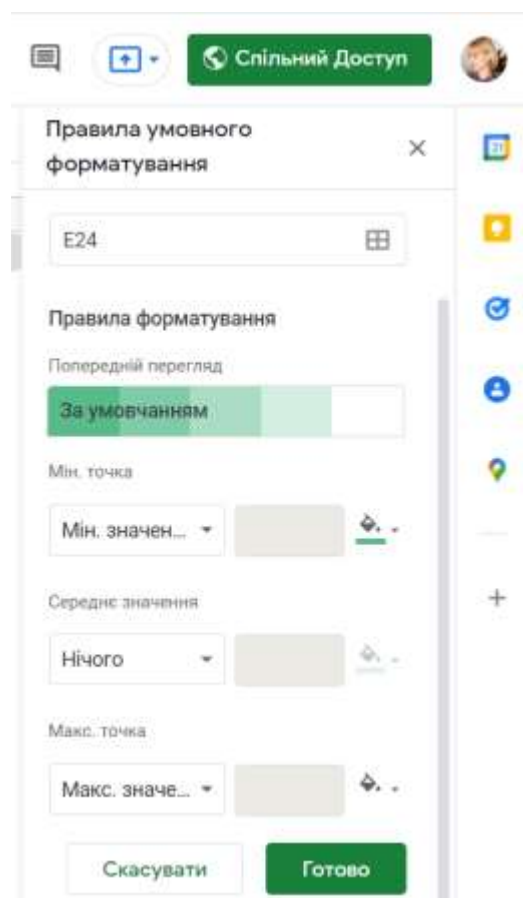 Спільний Доступ
Правила умовного
форматування
31
E24
Правила форматування
Попередній перегляд
За умовчанням
Мін. точка
Мін. значен...
Середнє значення
Нічого
Макс. точка
Макс. значе...
Скасувати
Готово